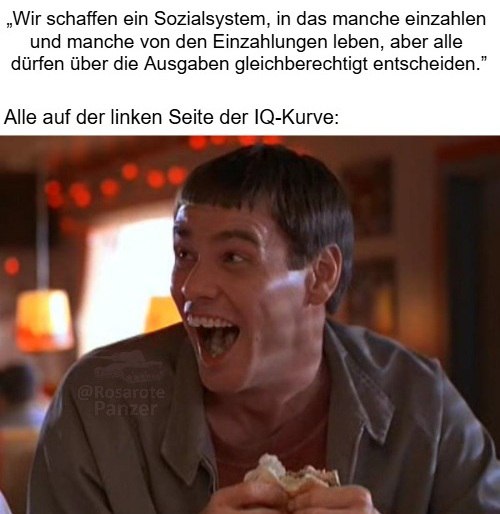 „Wir schaffen ein Sozialsystem, in das manche einzahlen
und manche von den Einzahlungen leben, aber alle
dürfen über die Ausgaben gleichberechtigt entscheiden.”
Alle auf der linken Seite der IQ-Kurve:
@Rosarote
Panzer